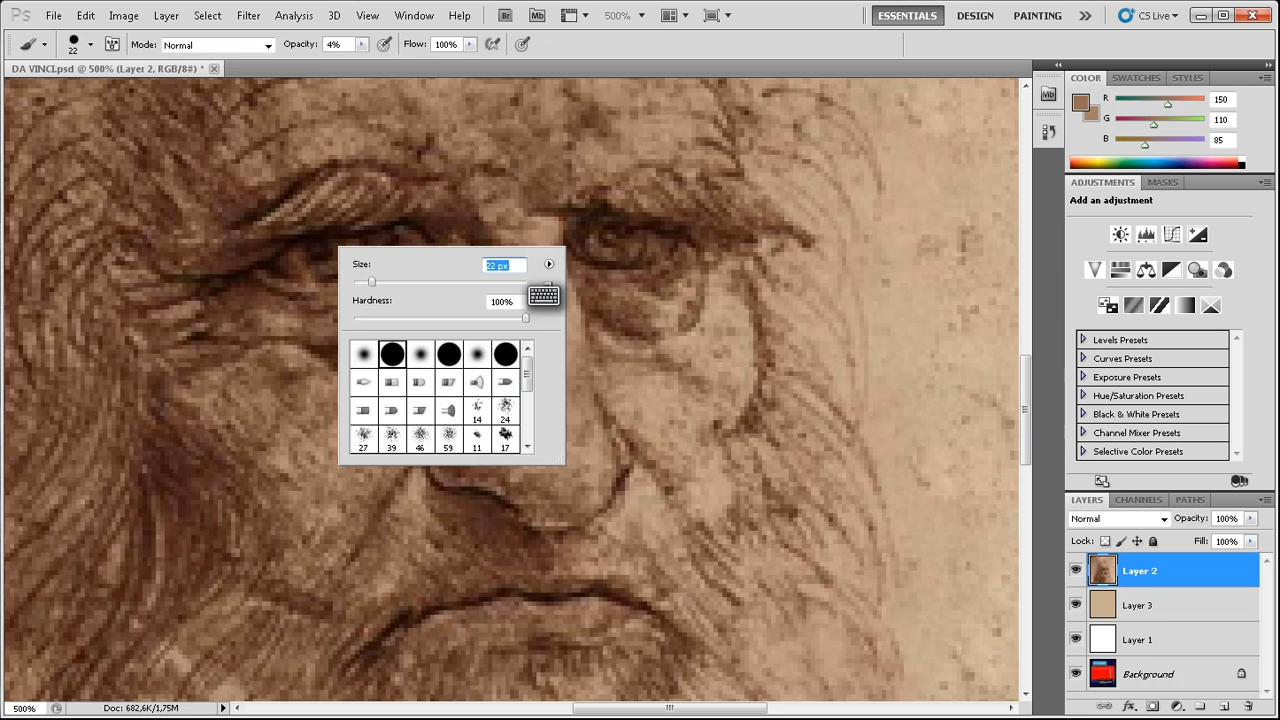 Ps File Edit Image Layer Select Filter Analysis 3D View Window Help Br Mb 500% ESSENTIALS DESIGN PAINTING CS Live
22 Mode: Normal Opacity: 4% Flow: 100%
DA VINCI.psd @ 500% (Layer 2, RGB/8#) *
Size: 22 px
Hardness: 100%
14 24
27 39 46 59 11 17
Mb
COLOR SWATCHES STYLES
R 150
G 110
B 85
ADJUSTMENTS MASKS
Add an adjustment
Levels Presets
Curves Presets
Exposure Presets
Hue/Saturation Presets
Black & White Presets
Channel Mixer Presets
Selective Color Presets
LAYERS CHANNELS PATHS
Normal Opacity: 100%
Lock: Fill: 100%
Layer 2
Layer 3
Layer 1
Background
500% Doc: 682,6K/1,75M